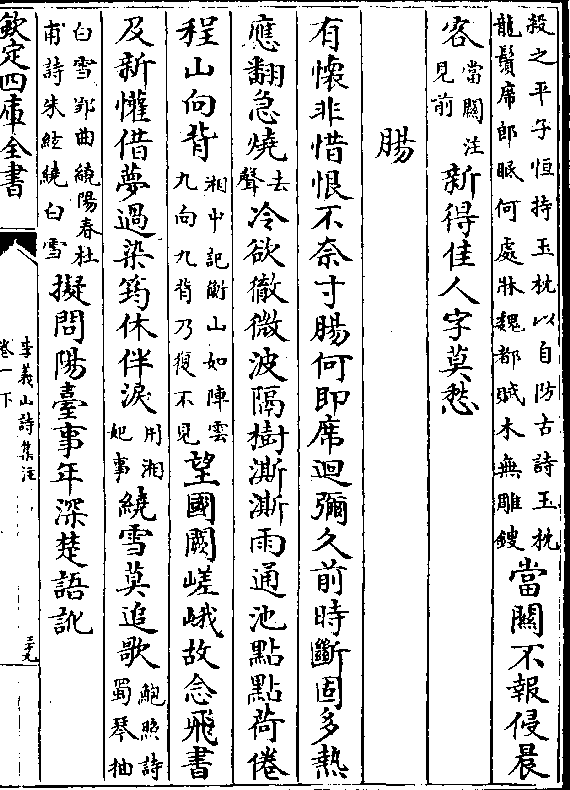 殺之平子恒持玉枕以自防古詩玉枕
龍鬚席郎眠何處牀魏都賦木無雕鎪
當關不報侵晨
客
當關注
見前
新得佳人字莫愁
腸
有懷非惜恨不奈寸腸何即席迴彌久前時斷固多熱
應翻急燒
去
聲
冷欲徹微波隔樹澌澌雨通池點點荷倦
程山向背
湘中記衡山如陣雲
九向九背乃復不見
望國闕嵯峨故念飛書
及新懽借夢過染筠休伴淚
用湘
妃事
繞雪莫追歌
鮑照詩
蜀琴抽
白雪郢曲繞陽春杜
甫詩朱絃繞白雪
擬問陽臺事年深楚語訛
欽定四庫全書
李義山詩集注
卷一下
三九